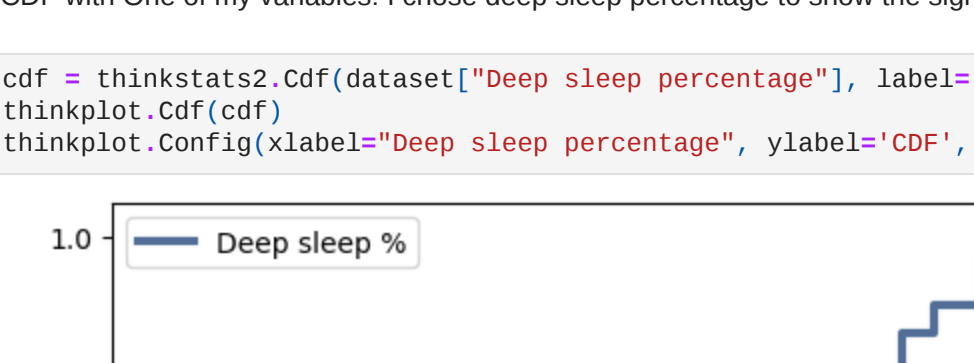 CDF with One of my variables. I chose deep sleep percentage to show the
cdf = thinkstats2.Cdf(dataset["Deep sleep percentage"], label=
thinkplot.Cdf(cdf)
thinkplot.Config(xlabel="Deep sleep percentage", ylabel='CDF',
Deep sleep %
1.0